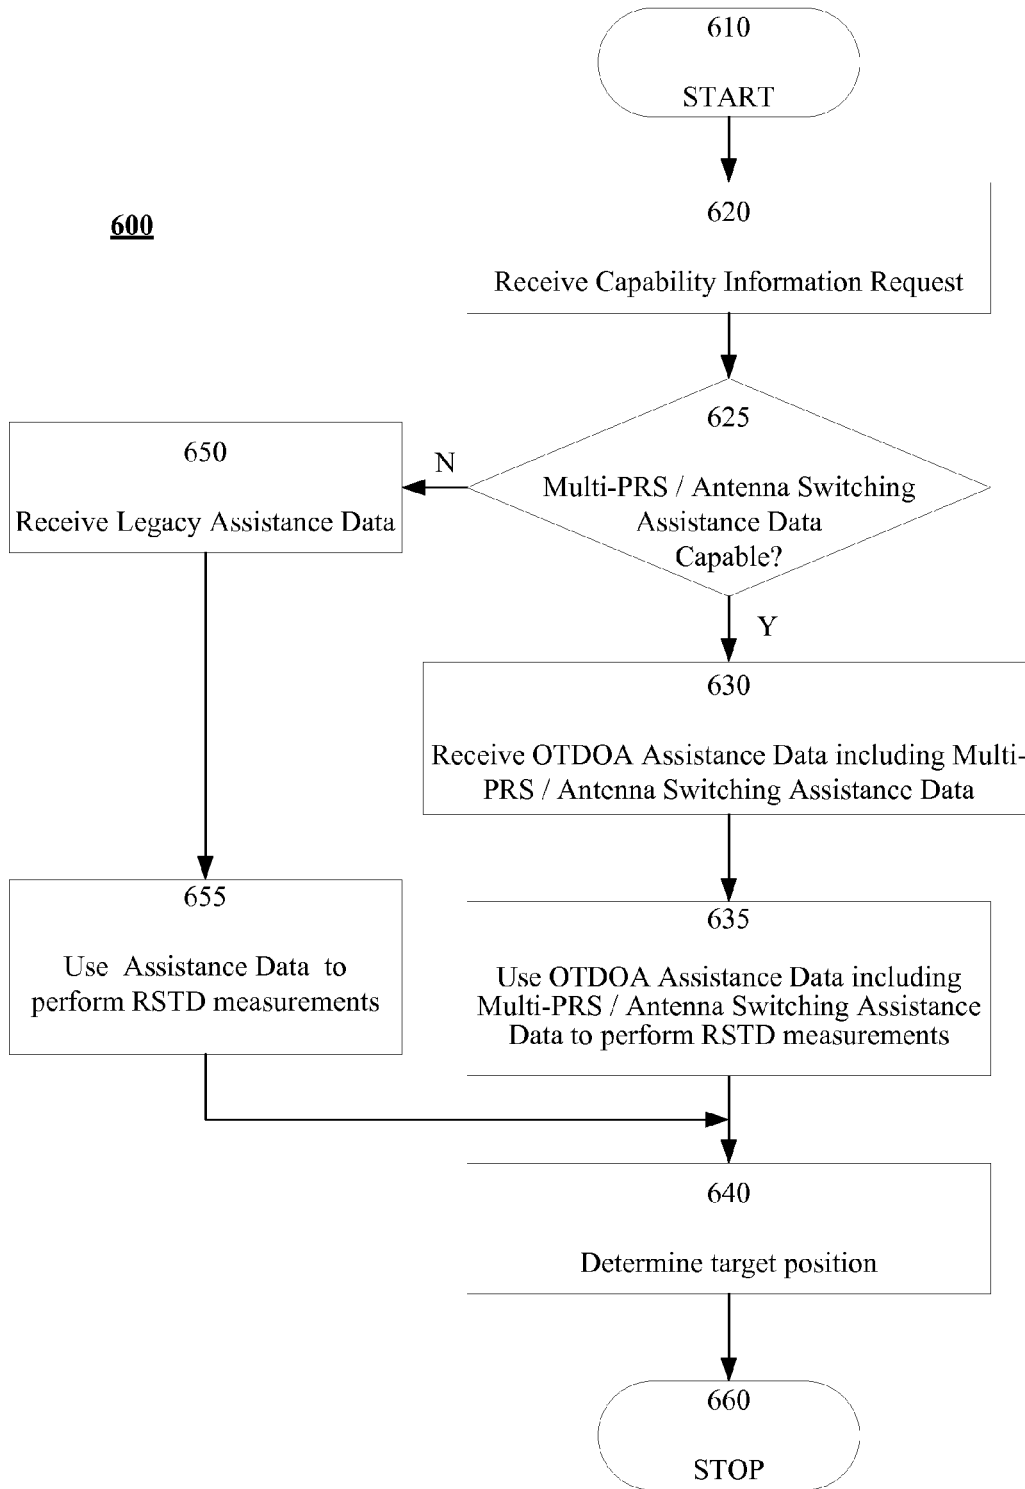 610
START
600
620
Receive Capability Information Request
625
Multi-PRS / Antenna Switching
Assistance Data
Capable?
N
650
Receive Legacy Assistance Data
Y
630
Receive OTDOA Assistance Data including Multi-
PRS / Antenna Switching Assistance Data
655
Use Assistance Data to
perform RSTD measurements
635
Use OTDOA Assistance Data including
Multi-PRS / Antenna Switching Assistance
Data to perform RSTD measurements
640
Determine target position
660
STOP